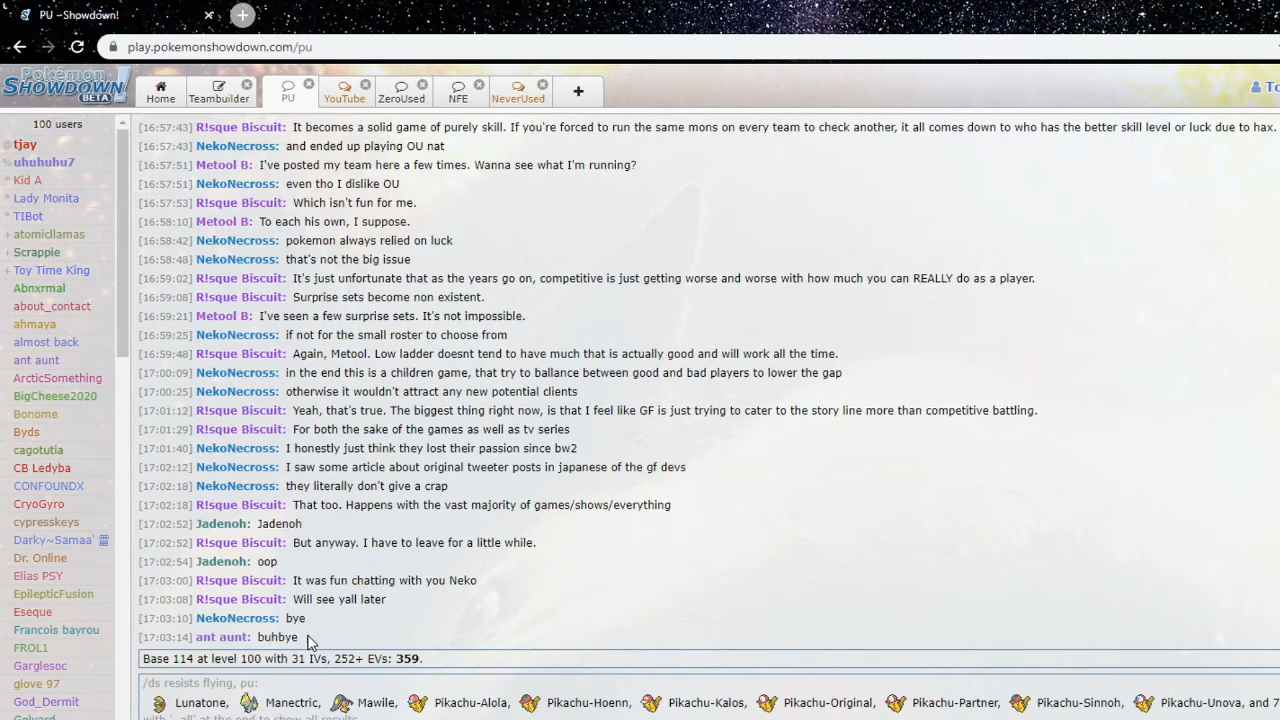 PU - Showdown!
play.pokemonshowdown.com/pu
Pokémon
SHOWDOWN!
BETA
Home
Teambuilder
PU
YouTube
ZeroUsed
NFE
NeverUsed
100 users
@tjay
%uhuhuhu7
Kid A
*Lady Monita
*TIBot
+atomicllamas
+Scrappie
+Toy Time King
Abnxrmal
about_contact
ahmaya
almost back
ant aunt
ArcticSomething
BigCheese2020
Bonome
Byds
cagotutia
CB Ledyba
CONFOUNDX
CryoGyro
cypresskeys
Darky~Samaa` 雷
Dr. Online
Elias PSY
EpilepticFusion
Eseque
Francois bayrou
FROL1
Garglesoc
giove 97
God_Dermit
[16:57:43] R!sque Biscuit: It becomes a solid game of purely skill. If you're forced to run the same mons on every team to check another, it all comes down to who has the better skill level or luck due to hax.
[16:57:43] NekoNecross: and ended up playing OU nat
[16:57:51] Metool B: I've posted my team here a few times. Wanna see what I'm running?
[16:57:51] NekoNecross: even tho I dislike OU
[16:57:53] R!sque Biscuit: Which isn't fun for me.
[16:58:10] Metool B: To each his own, I suppose.
[16:58:42] NekoNecross: pokemon always relied on luck
[16:58:48] NekoNecross: that's not the big issue
[16:59:02] R!sque Biscuit: It's just unfortunate that as the years go on, competitive is just getting worse and worse with how much you can REALLY do as a player.
[16:59:08] R!sque Biscuit: Surprise sets become non existent.
[16:59:21] Metool B: I've seen a few surprise sets. It's not impossible.
[16:59:25] NekoNecross: if not for the small roster to choose from
[16:59:48] R!sque Biscuit: Again, Metool. Low ladder doesnt tend to have much that is actually good and will work all the time.
[17:00:09] NekoNecross: in the end this is a children game, that try to ballance between good and bad players to lower the gap
[17:00:25] NekoNecross: otherwise it wouldn't attract any new potential clients
[17:01:12] R!sque Biscuit: Yeah, that's true. The biggest thing right now, is that I feel like GF is just trying to cater to the story line more than competitive battling.
[17:01:29] R!sque Biscuit: For both the sake of the games as well as tv series
[17:01:40] NekoNecross: I honestly just think they lost their passion since bw2
[17:02:12] NekoNecross: I saw some article about original tweeter posts in japanese of the gf devs
[17:02:18] NekoNecross: they literally don't give a crap
[17:02:18] R!sque Biscuit: That too. Happens with the vast majority of games/shows/everything
[17:02:52] Jadenoh: Jadenoh
[17:02:52] R!sque Biscuit: But anyway. I have to leave for a little while.
[17:02:54] Jadenoh: oop
[17:03:00] R!sque Biscuit: It was fun chatting with you Neko
[17:03:08] R!sque Biscuit: Will see yall later
[17:03:10] NekoNecross: bye
[17:03:14] ant aunt: buhbye
Base 114 at level 100 with 31 IVs, 252+ EVs: 359.
/ds resists flying, pu:
Lunatone, Manectric, Mawile, Pikachu-Alola, Pikachu-Hoenn, Pikachu-Kalos, Pikachu-Original, Pikachu-Partner, Pikachu-Sinnoh, Pikachu-Unova, and 7